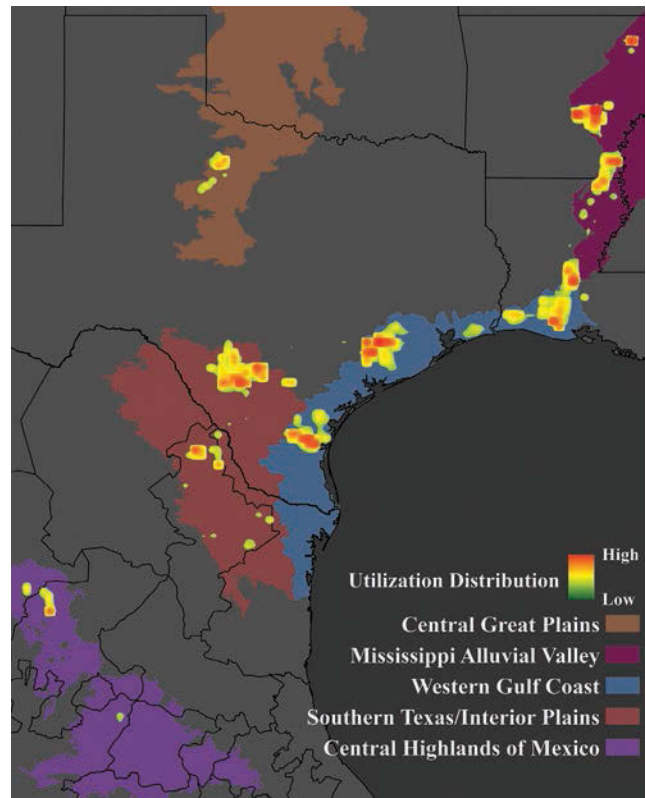 High
Utilization Distribution
Low
Central Great Plains
Mississippi Alluvial Valley
Western Gulf Coast
Southern Texas/Interior Plains
Central Highlands of Mexico